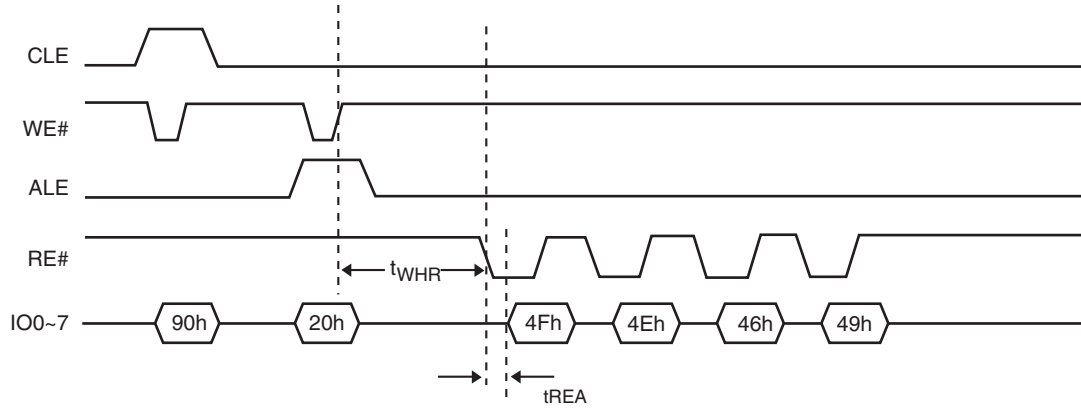 CLE
WE#
ALE
RE#
tWHR
IO0~7
90h
20h
4Fh
4Eh
46h
49h
tREA